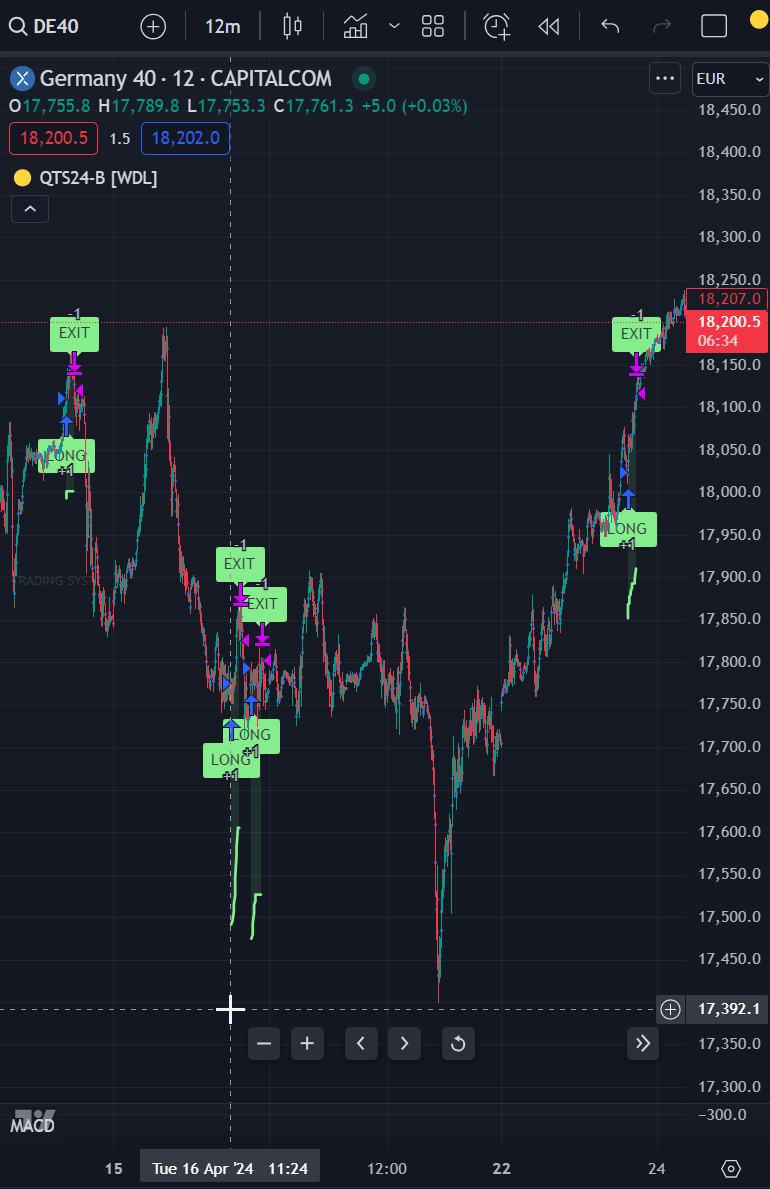 DE40 12m
Germany 40 · 12 · CAPITALCOM EUR
O17,755.8 H17,789.8 L17,753.3 C17,761.3 +5.0 (+0.03%)
18,200.5 1.5 18,202.0
QTS24-B [WDL]
18,450.0
18,400.0
18,350.0
18,300.0
18,250.0
18,207.0
18,200.5
06:34
18,150.0
18,100.0
18,050.0
18,000.0
17,950.0
17,900.0
17,850.0
17,800.0
17,750.0
17,700.0
17,650.0
17,600.0
17,550.0
17,500.0
17,450.0
17,392.1
17,350.0
17,300.0
−300.0
-1
EXIT
LONG
+1
TRADING SYS
-1
EXIT
-1
EXIT
LONG
+1
LONG
+1
-1
EXIT
LONG
+1
MACD
15 Tue 16 Apr '24 11:24 12:00 22 24